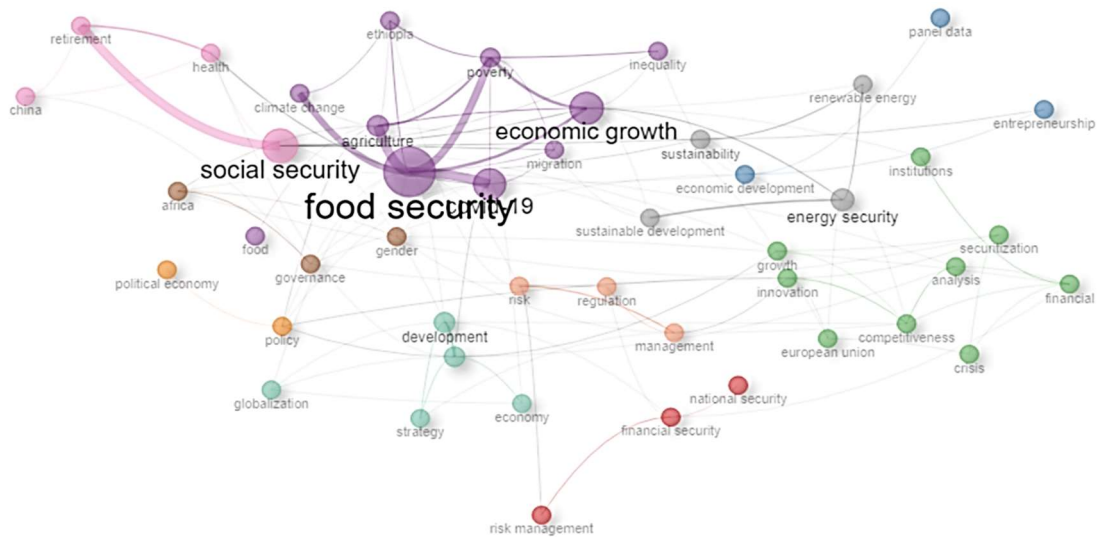 panel data
ethiopia
retirement
inequality
health
poverty
renewable energy
china
climate change
entrepreneurship
economic growth
agriculture
sustainability
migration
social security
institutions
economic development
africa
food security
19
energy security
sustainable development
food
gender
securitization
growth
governance
political economy
analysis
innovation
financial
risk
regulation
development
policy
management
european union
competitiveness
crisis
national security
globalization
economy
strategy
financial security
risk management